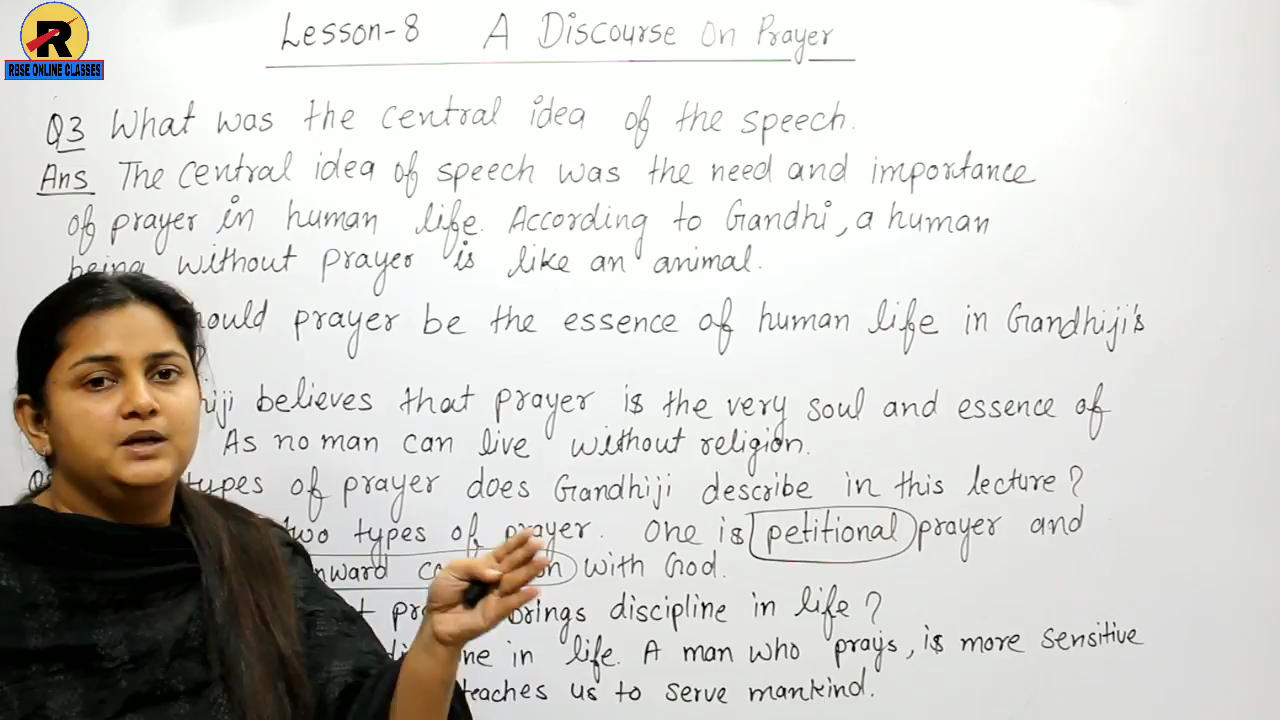 R
RBSE ONLINE CLASSES
Lesson-8 A Discourse On Prayer
Q3 What was the central idea of the speech.
Ans The central idea of speech was the need and importance
of prayer in human life. According to Gandhi, a human
being without prayer is like an animal.
prayer be the essence of human life in Gandhiji's
believes that prayer is the very soul and essence of
As no man can live without religion.
types of prayer does Gandhiji describe in this lecture?
two types of prayer. One is petitional prayer and
with God.
brings discipline in life?
in life. A man who prays, is more sensitive
teaches us to serve mankind.